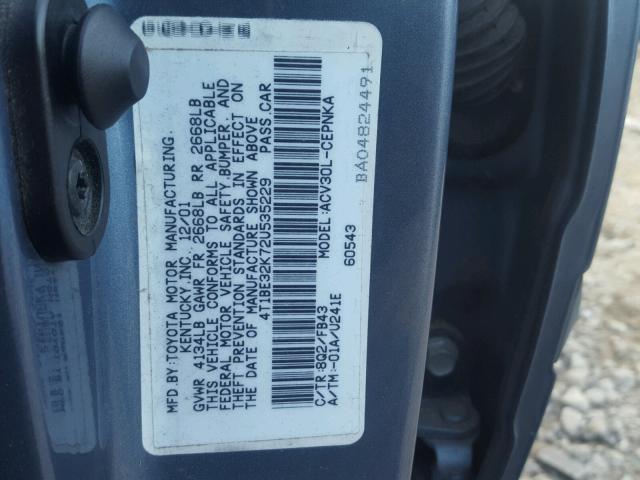 MFD.BY:TOYOTA MOTOR MANUFACTURING.
KENTUCKY,INC. 12/01
GVWR 4134LB GAWR FR 2668LB RR 2668LB
THIS VEHICLE CONFORMS TO ALL APPLICABLE
FEDERAL MOTOR VEHICLE SAFETY,BUMPER, AND
THEFT PREVENTION STANDARDS IN EFFECT ON
THE DATE OF MANUFACTURE SHOWN ABOVE
4T1BE32K72U535229 PASS.CAR
C/TR:8Q2/FB43 MODEL:ACV30L-CEPNKA
A/TM:-01A/U241E 60543
BA04824491